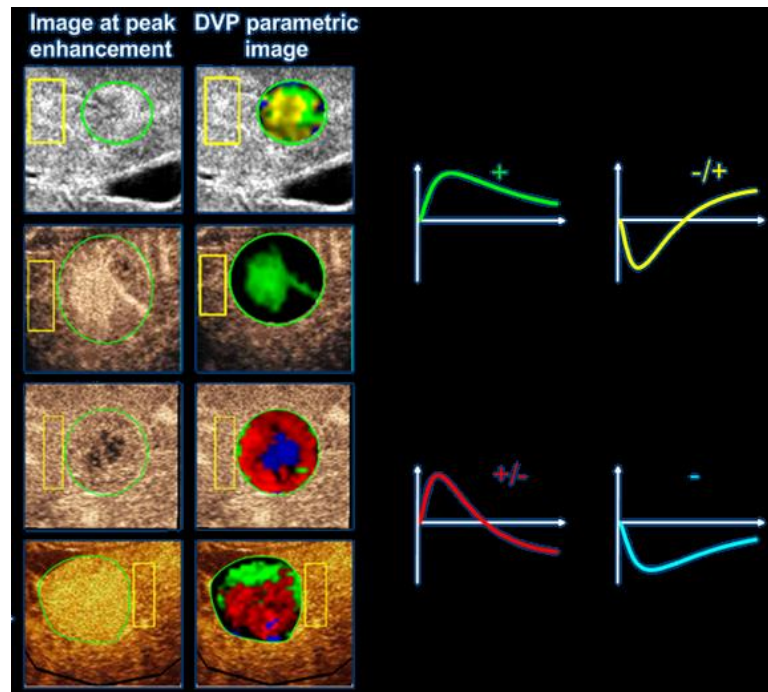 Image at peak
enhancement
DVP parametric
image
+
-/+
+/-
-